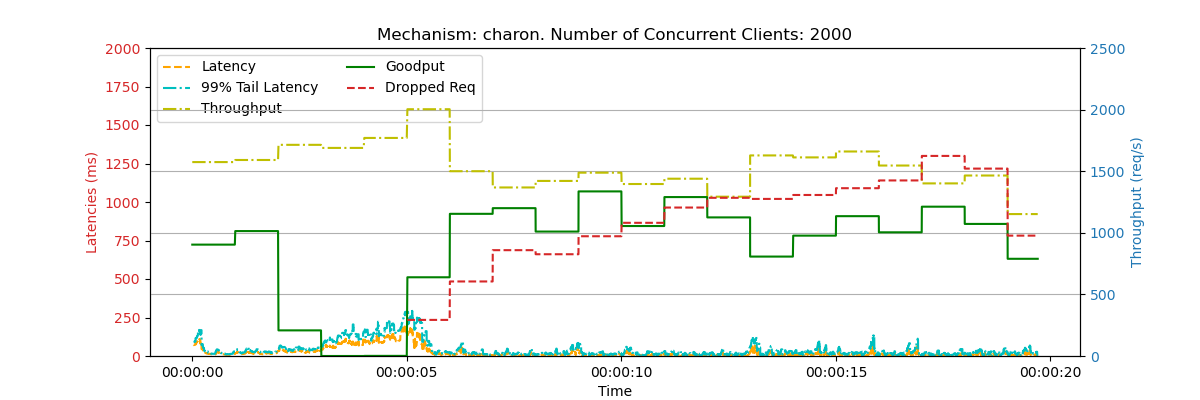 Mechanism: charon. Number of Concurrent Clients: 2000
2000
1750
1500
1250
1000
750
500
250
0
Latencies (ms)
Latency
99% Tail Latency
Throughput
Goodput
Dropped Req
2500
2000
1500
1000
500
0
Throughput (req/s)
00:00:00
00:00:05
00:00:10
00:00:15
00:00:20
Time